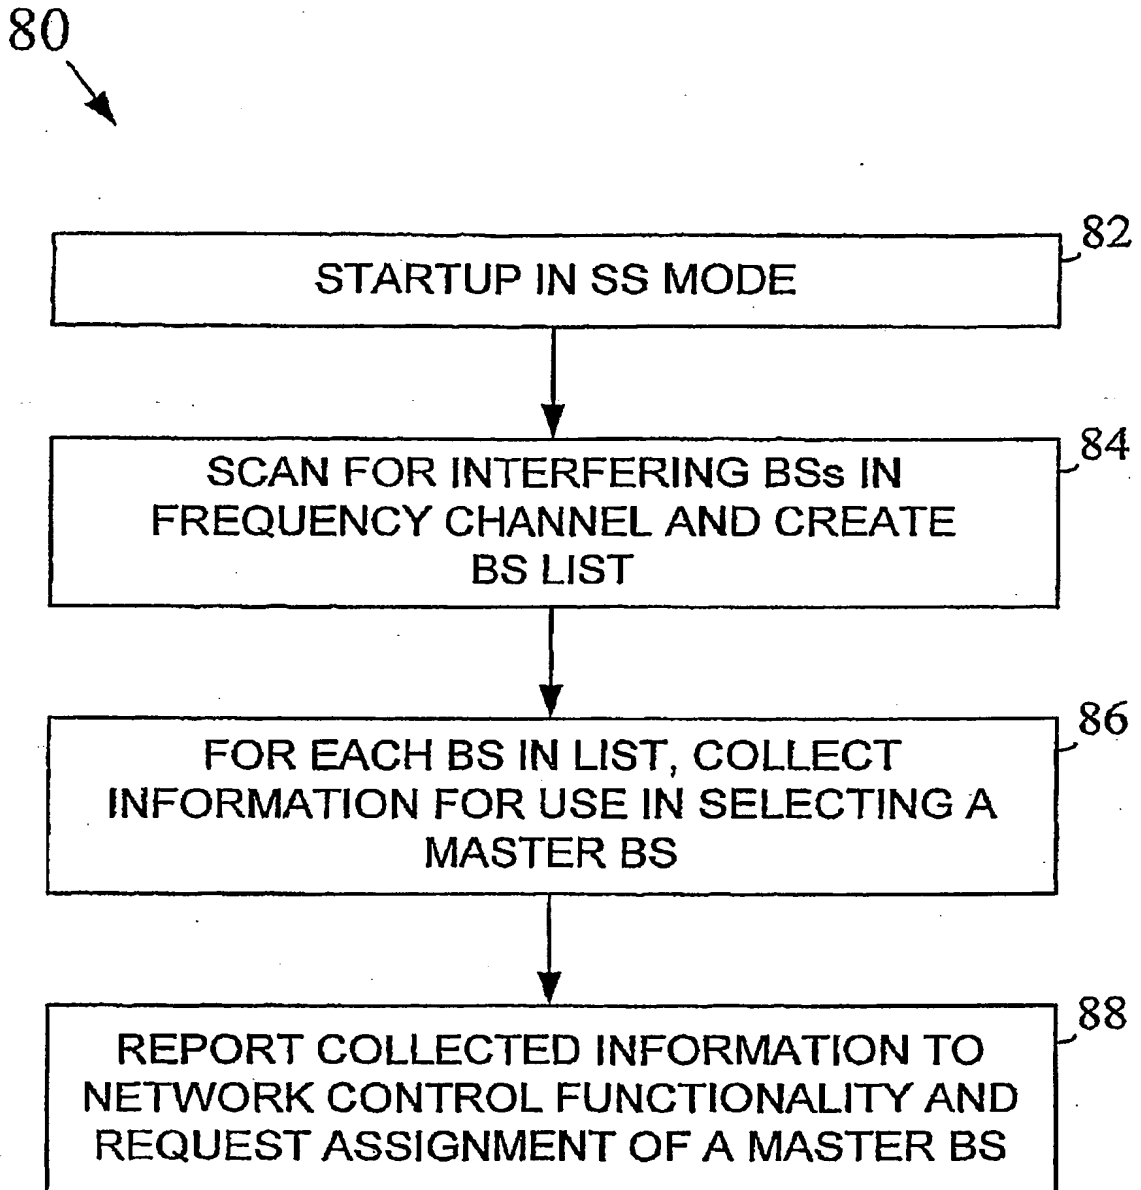 80
82
STARTUP IN SS MODE
84
SCAN FOR INTERFERING BSs IN
FREQUENCY CHANNEL AND CREATE
BS LIST
86
FOR EACH BS IN LIST, COLLECT
INFORMATION FOR USE IN SELECTING A
MASTER BS
88
REPORT COLLECTED INFORMATION TO
NETWORK CONTROL FUNCTIONALITY AND
REQUEST ASSIGNMENT OF A MASTER BS